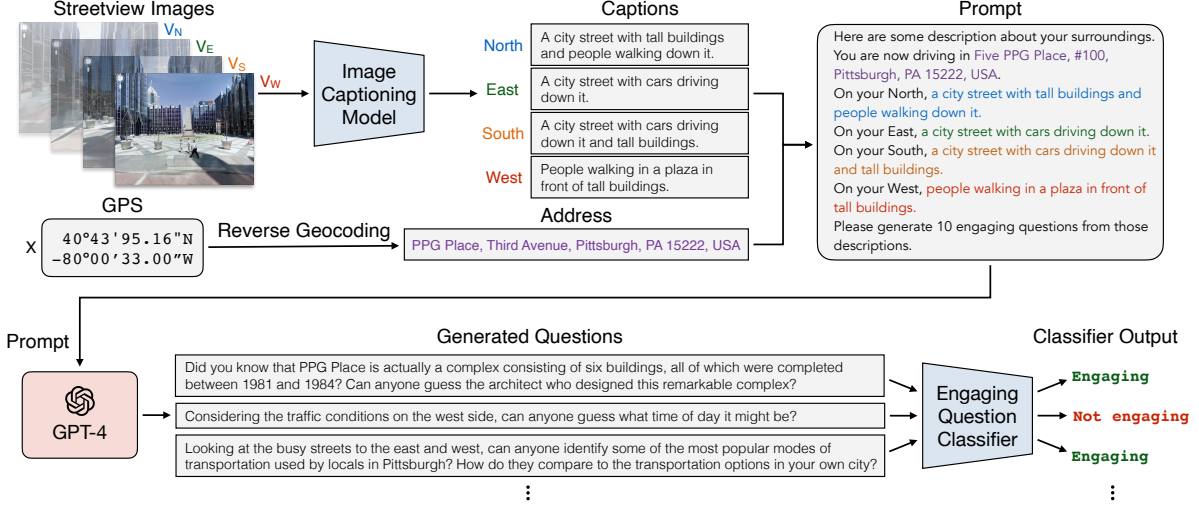 Streetview Images
V_N
V_E
V_S
V_W
Image
Captioning
Model
Captions
North
A city street with tall buildings
and people walking down it.
East
A city street with cars driving
down it.
South
A city street with cars driving
down it and tall buildings.
West
People walking in a plaza in
front of tall buildings.
GPS
x
40°43'95.16"N
−80°00'33.00"W
Reverse Geocoding
Address
PPG Place, Third Avenue, Pittsburgh, PA 15222, USA
Prompt
Here are some description about your surroundings.
You are now driving in Five PPG Place, #100,
Pittsburgh, PA 15222, USA.
On your North, a city street with tall buildings and
people walking down it.
On your East, a city street with cars driving down it.
On your South, a city street with cars driving down it
and tall buildings.
On your West, people walking in a plaza in front of
tall buildings.
Please generate 10 engaging questions from those
descriptions.
Prompt
GPT-4
Generated Questions
Did you know that PPG Place is actually a complex consisting of six buildings, all of which were completed
between 1981 and 1984? Can anyone guess the architect who designed this remarkable complex?
Considering the traffic conditions on the west side, can anyone guess what time of day it might be?
Looking at the busy streets to the east and west, can anyone identify some of the most popular modes of
transportation used by locals in Pittsburgh? How do they compare to the transportation options in your own city?
⋮
Engaging
Question
Classifier
Classifier Output
Engaging
Not engaging
Engaging
⋮